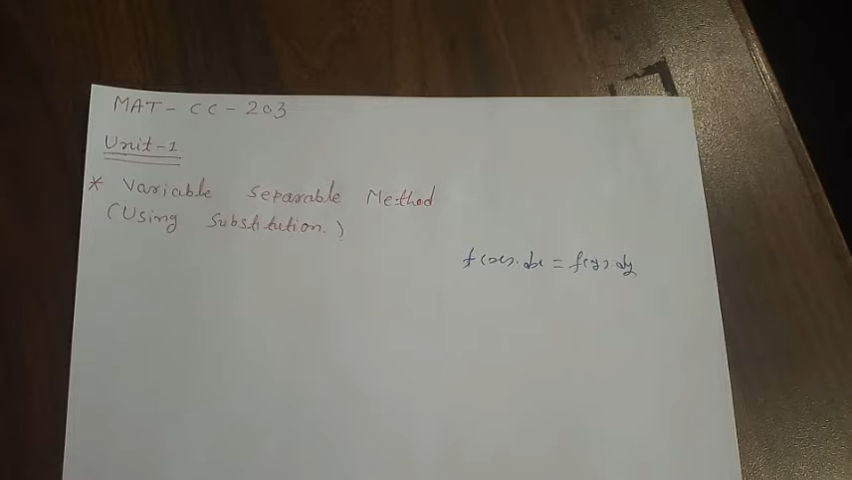 MAT - CC - 203
Unit-1
* Variable Separable Method
(Using Substitution.)
f(x).dx = f(y).dy